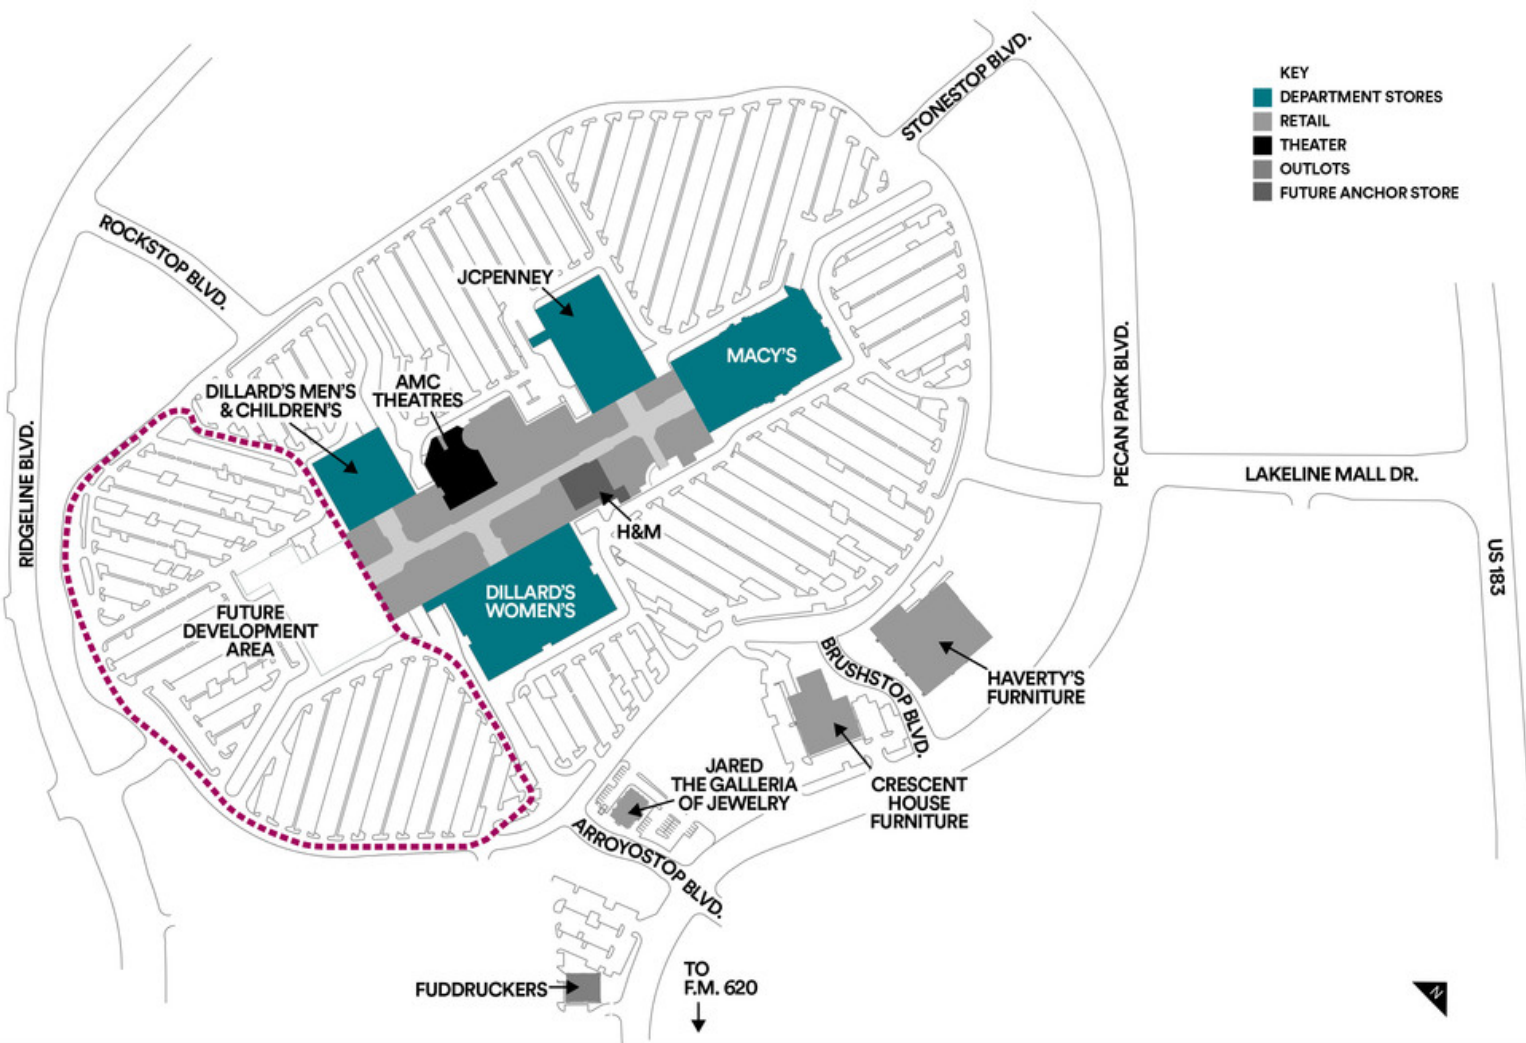 STONESTOP BLVD.
KEY
DEPARTMENT STORES
RETAIL
THEATER
OUTLOTS
FUTURE ANCHOR STORE
ROCKSTOP BLVD.
JCPENNEY
MACY'S
DILLARD'S MEN'S
& CHILDREN'S
AMC
THEATRES
RIDGELINE BLVD.
PECAN PARK BLVD.
LAKELINE MALL DR.
US 183
H&M
DILLARD'S
WOMEN'S
FUTURE
DEVELOPMENT
AREA
BRUSHSTOP BLVD.
HAVERTY'S
FURNITURE
JARED
THE GALLERIA
OF JEWELRY
CRESCENT
HOUSE
FURNITURE
ARROYOSTOP BLVD.
FUDDRUCKERS
TO
F.M. 620
N